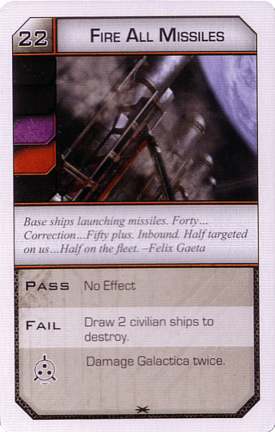 22 FIRE ALL MISSILES
Base ships launching missiles. Forty...
Correction...Fifty plus. Inbound. Half targeted
on us...Half on the fleet. –Felix Gaeta
PASS No Effect
FAIL Draw 2 civilian ships to
destroy.
Damage Galactica twice.